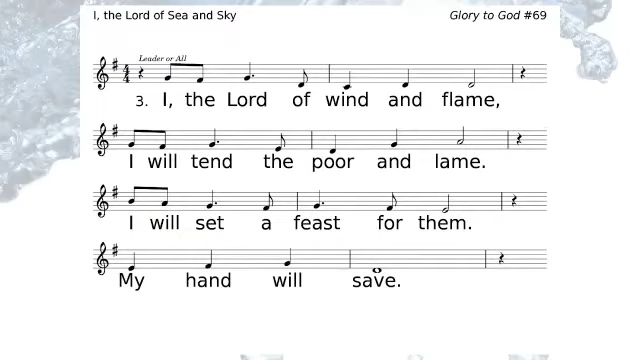 I, the Lord of Sea and Sky
Glory to God #69
Leader or All
3. I, the Lord of wind and flame,
I will tend the poor and lame.
I will set a feast for them.
My hand will save.